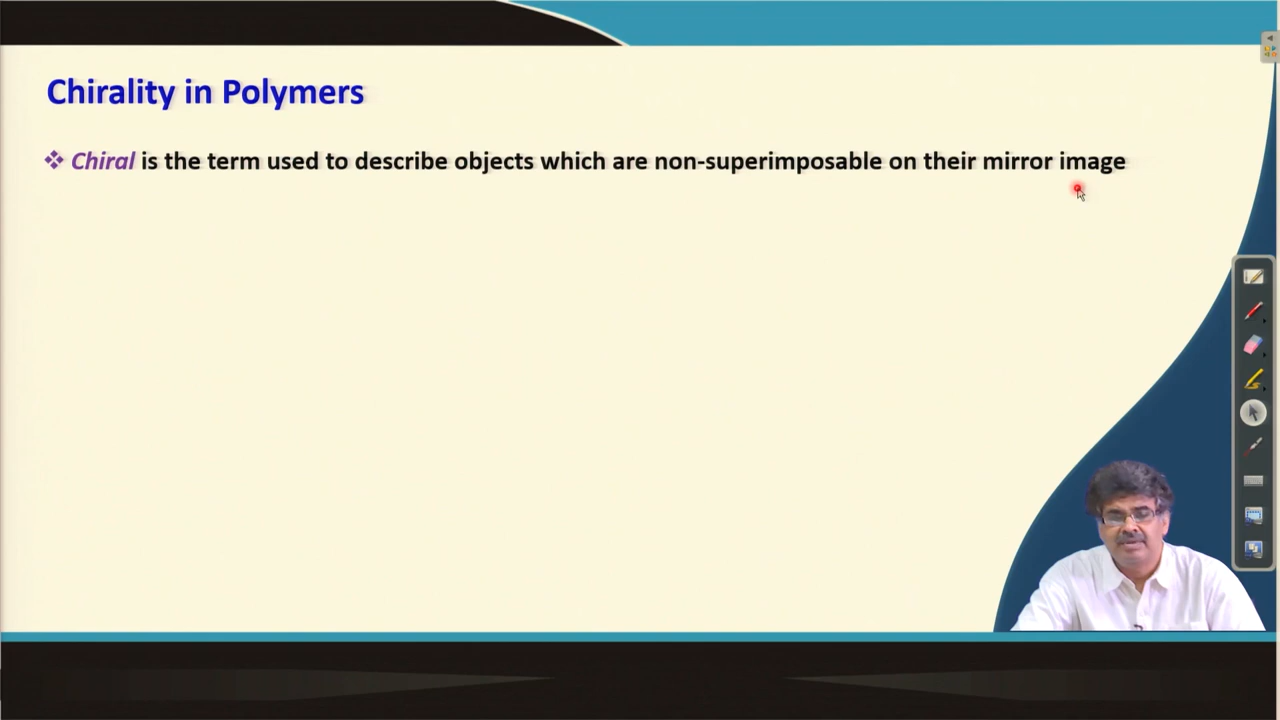 Chirality in Polymers
❖ Chiral is the term used to describe objects which are non-superimposable on their mirror image